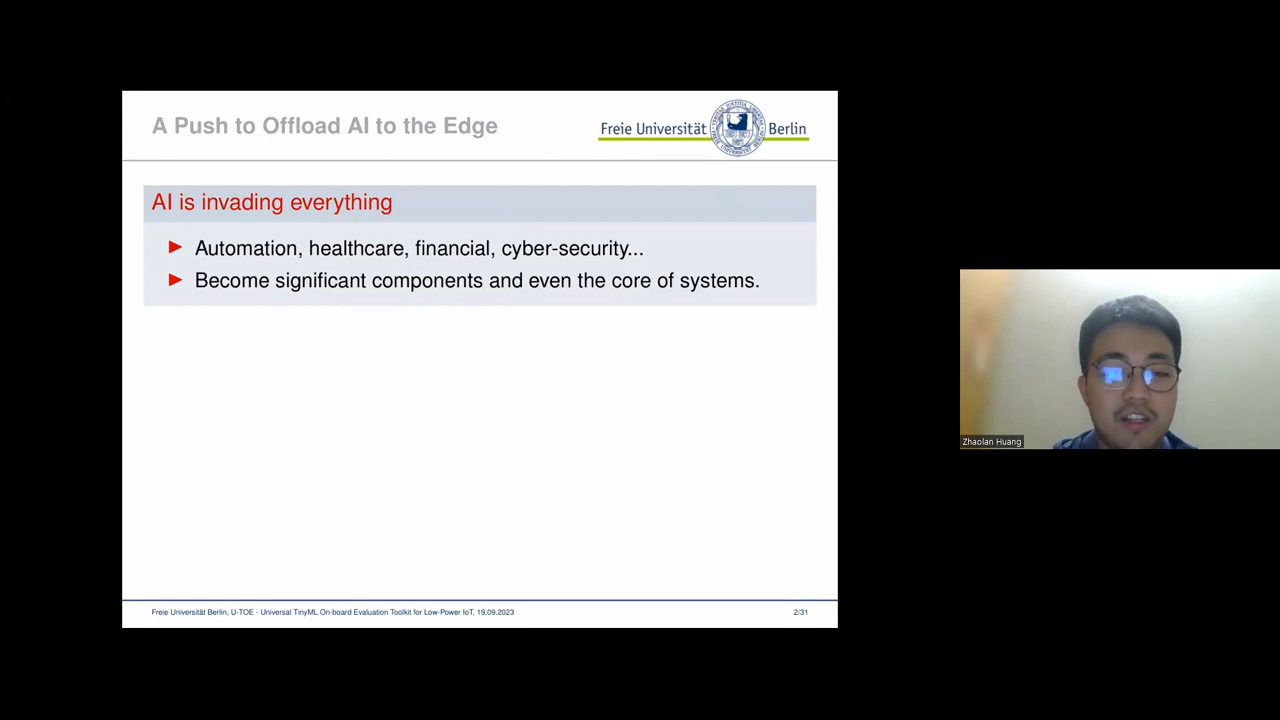 A Push to Offload AI to the Edge
Freie Universität Berlin
AI is invading everything
Automation, healthcare, financial, cyber-security...
Become significant components and even the core of systems.
Freie Universität Berlin, U-TOE - Universal TinyML On-board Evaluation Toolkit for Low-Power IoT, 19.09.2023
2/31
Zhaolan Huang